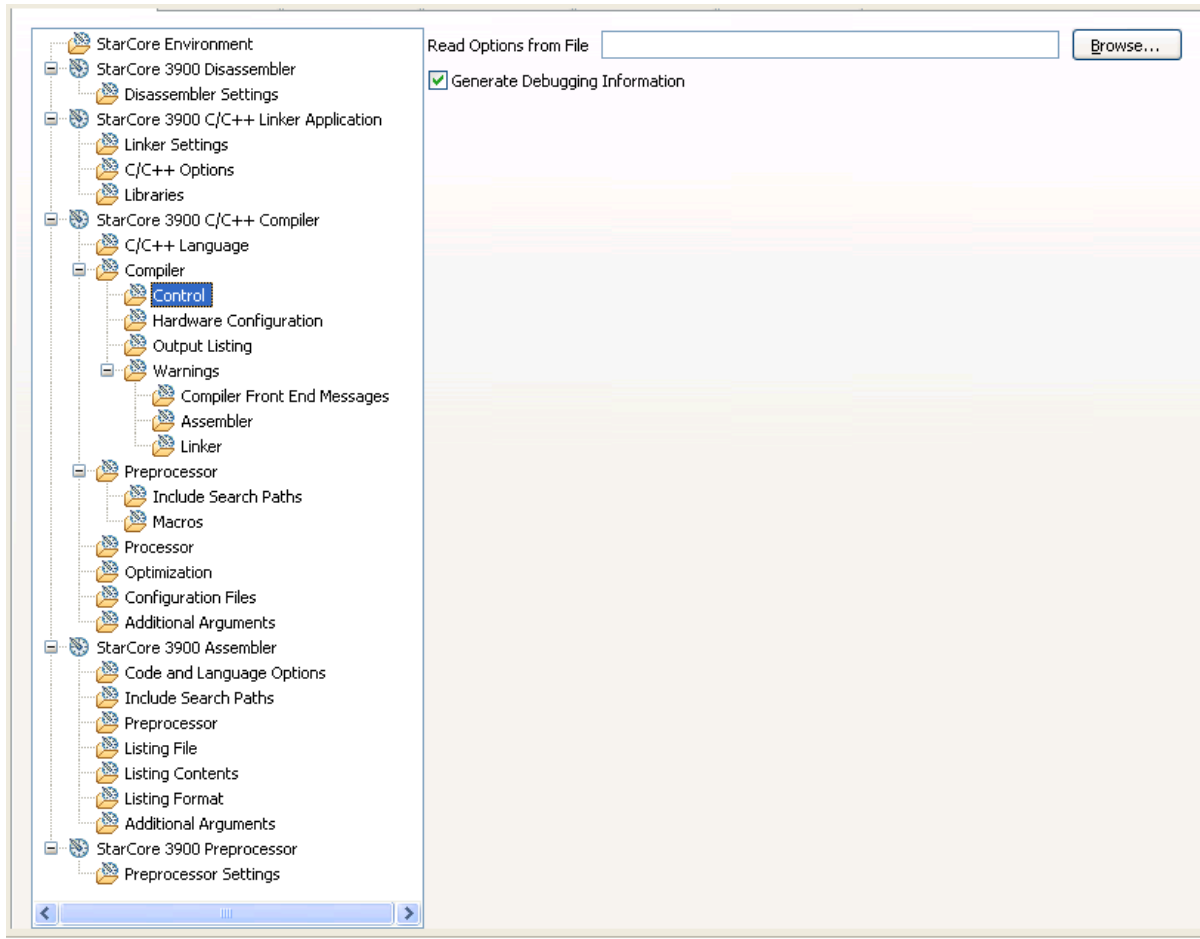 StarCore Environment
StarCore 3900 Disassembler
Disassembler Settings
StarCore 3900 C/C++ Linker Application
Linker Settings
C/C++ Options
Libraries
StarCore 3900 C/C++ Compiler
C/C++ Language
Compiler
Control
Hardware Configuration
Output Listing
Warnings
Compiler Front End Messages
Assembler
Linker
Preprocessor
Include Search Paths
Macros
Processor
Optimization
Configuration Files
Additional Arguments
StarCore 3900 Assembler
Code and Language Options
Include Search Paths
Preprocessor
Listing File
Listing Contents
Listing Format
Additional Arguments
StarCore 3900 Preprocessor
Preprocessor Settings
Read Options from File Browse...
Generate Debugging Information